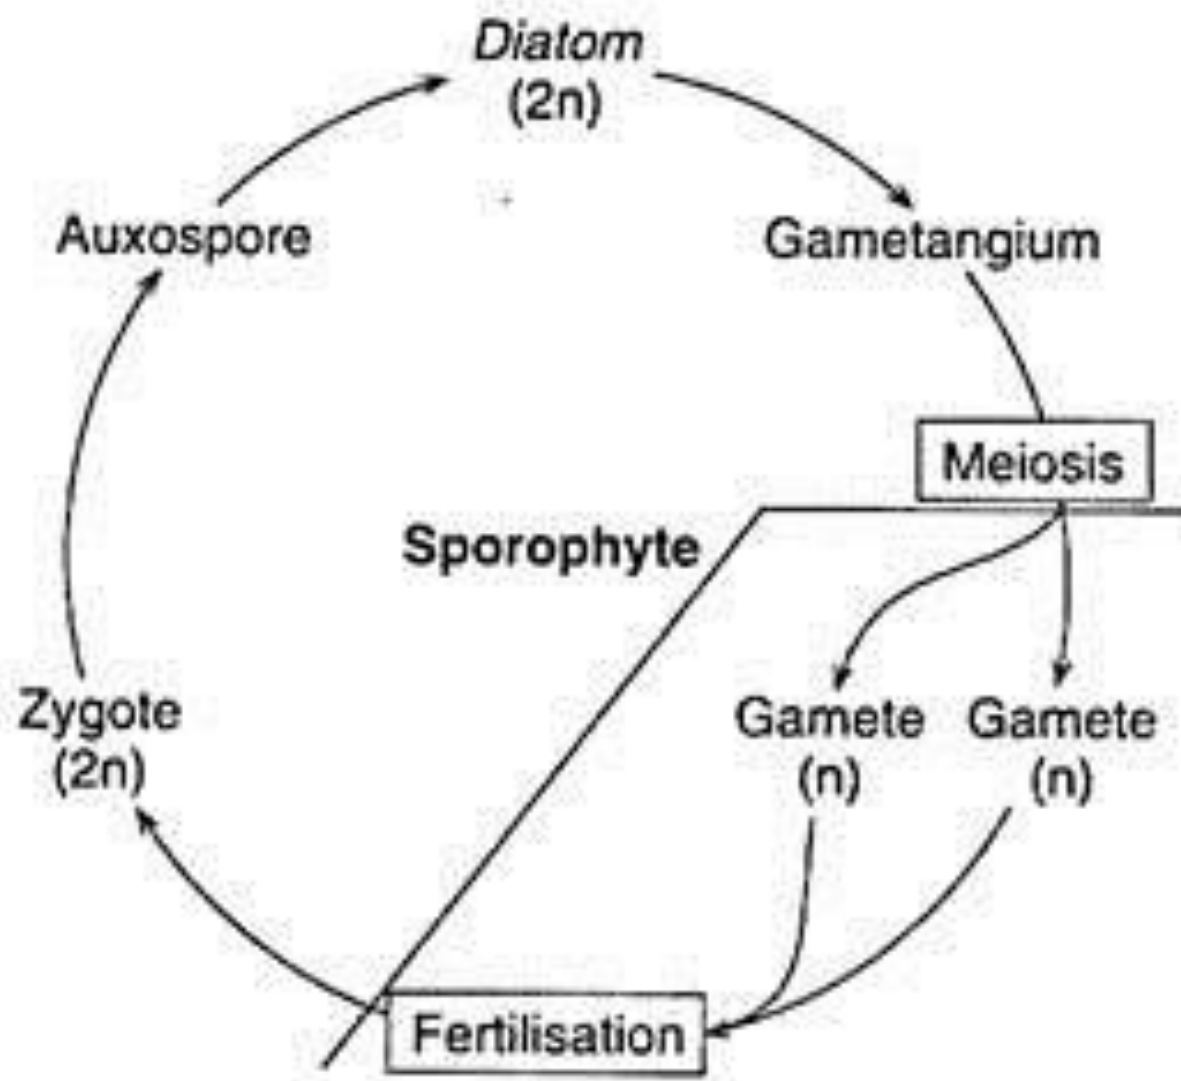 Diatom
(2n)
Auxospore
Gametangium
Meiosis
Sporophyte
Zygote
(2n)
Gamete
(n)
Gamete
(n)
Fertilisation